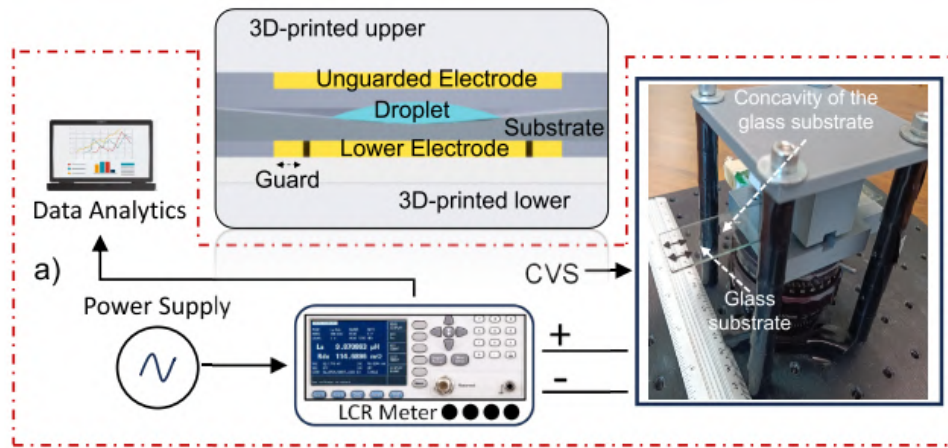 3D-printed upper
Unguarded Electrode
Droplet
Substrate
Lower Electrode
Guard
3D-printed lower
Concavity of the
glass substrate
Glass
substrate
Data Analytics
a)
CVS
Power Supply
+
-
LCR Meter